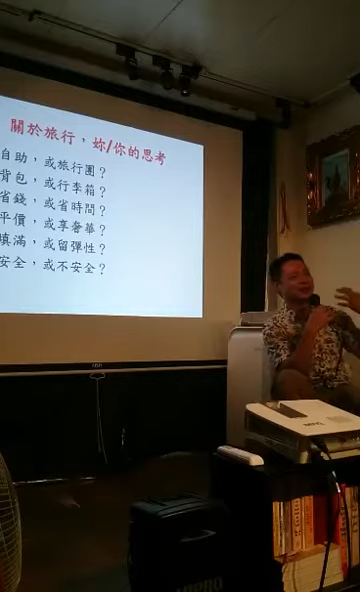 關於旅行，妳/你的思考
自助，或旅行團？
背包，或行李箱？
省錢，或省時間？
平價，或享奢華？
填滿，或留彈性？
安全，或不安全？